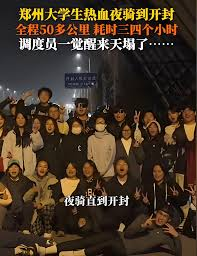 郑州大学生热血夜骑到开封
全程50多公里 耗时三四个小时
调度员一觉醒来天塌了……
夜骑直到开封